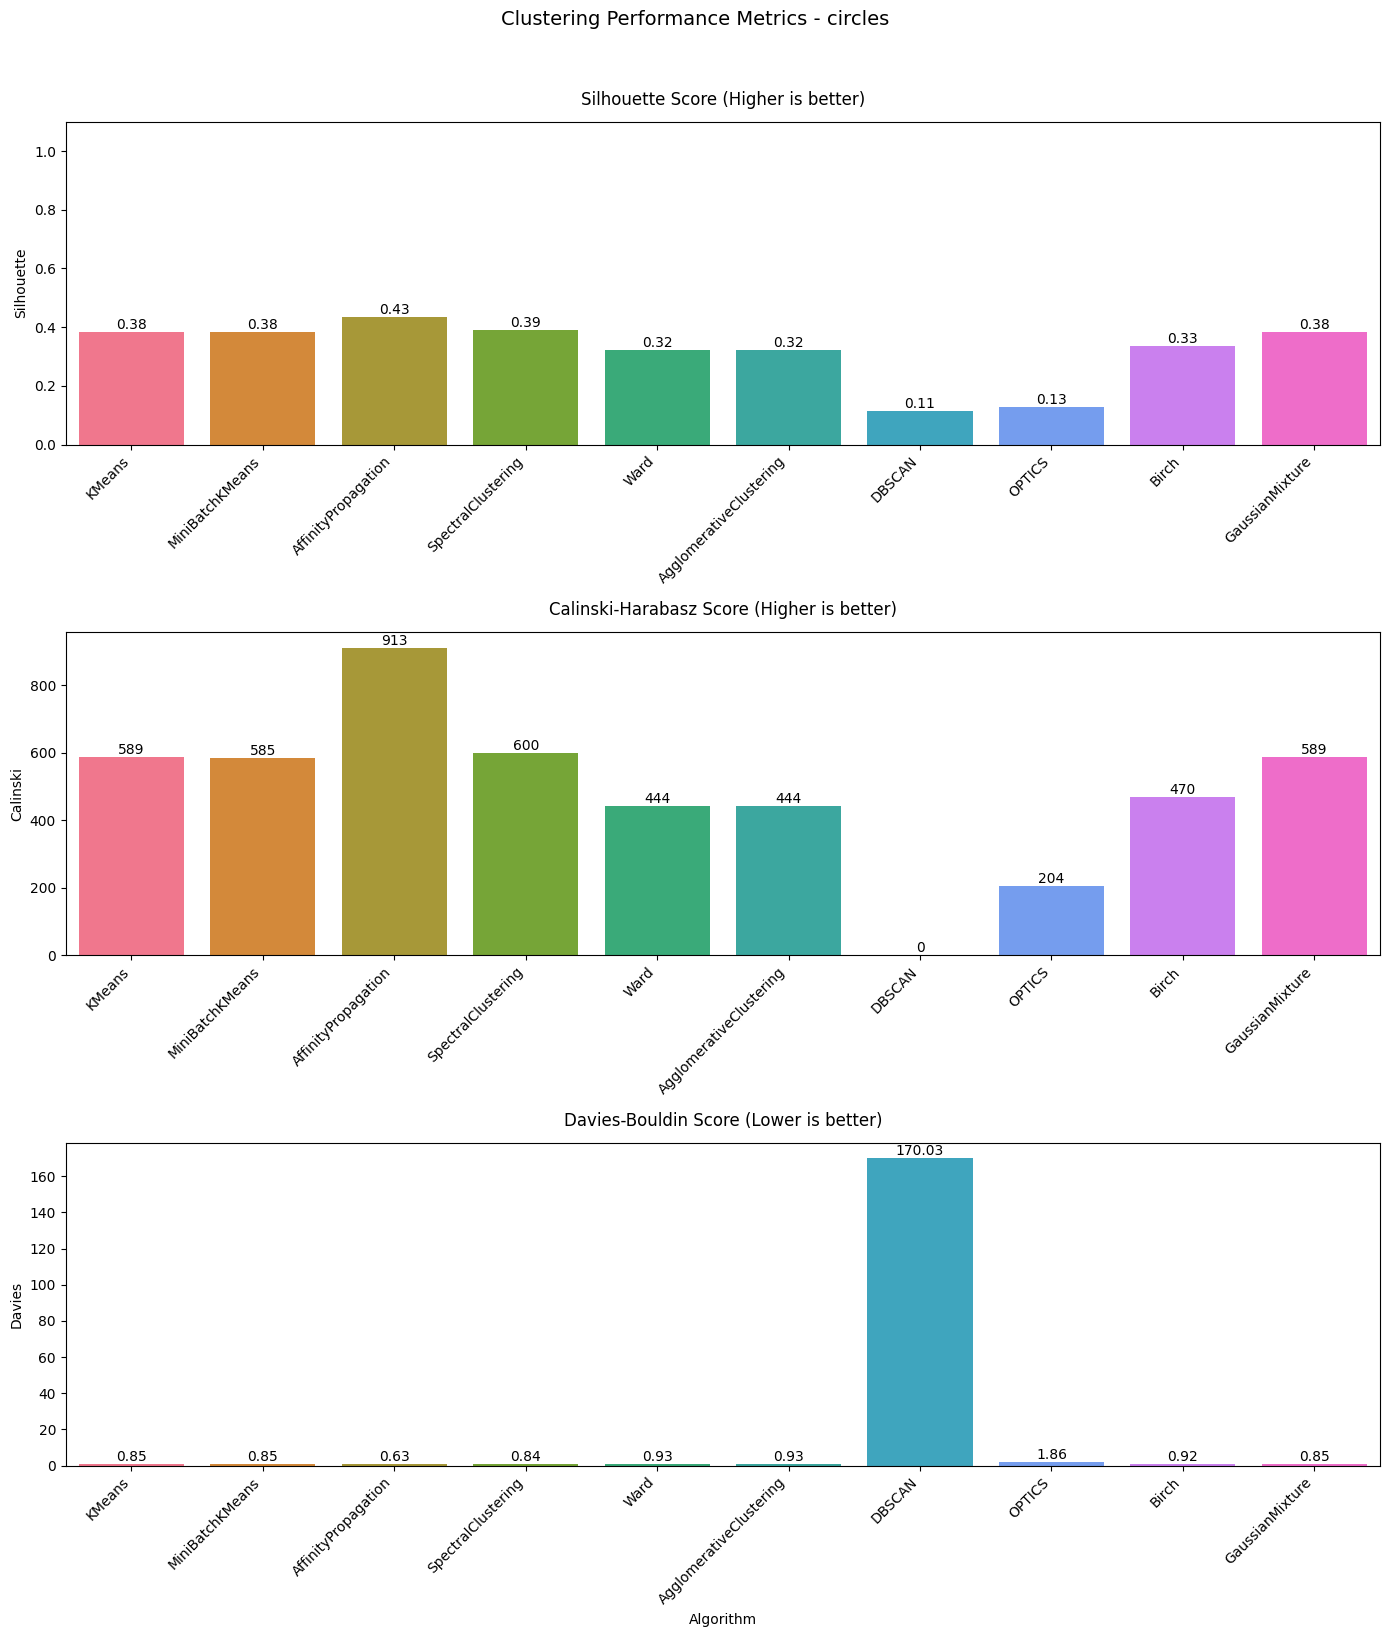 Clustering Performance Metrics - circles
Silhouette Score (Higher is better)
Silhouette
1.0
0.8
0.6
0.4
0.2
0.0
0.38
0.38
0.43
0.39
0.32
0.32
0.11
0.13
0.33
0.38
KMeans
MiniBatchKMeans
AffinityPropagation
SpectralClustering
Ward
AgglomerativeClustering
DBSCAN
OPTICS
Birch
GaussianMixture
Calinski-Harabasz Score (Higher is better)
Calinski
800
600
400
200
0
589
585
913
600
444
444
0
204
470
589
KMeans
MiniBatchKMeans
AffinityPropagation
SpectralClustering
Ward
AgglomerativeClustering
DBSCAN
OPTICS
Birch
GaussianMixture
Davies-Bouldin Score (Lower is better)
Davies
160
140
120
100
80
60
40
20
0
0.85
0.85
0.63
0.84
0.93
0.93
170.03
1.86
0.92
0.85
KMeans
MiniBatchKMeans
AffinityPropagation
SpectralClustering
Ward
AgglomerativeClustering
DBSCAN
OPTICS
Birch
GaussianMixture
Algorithm